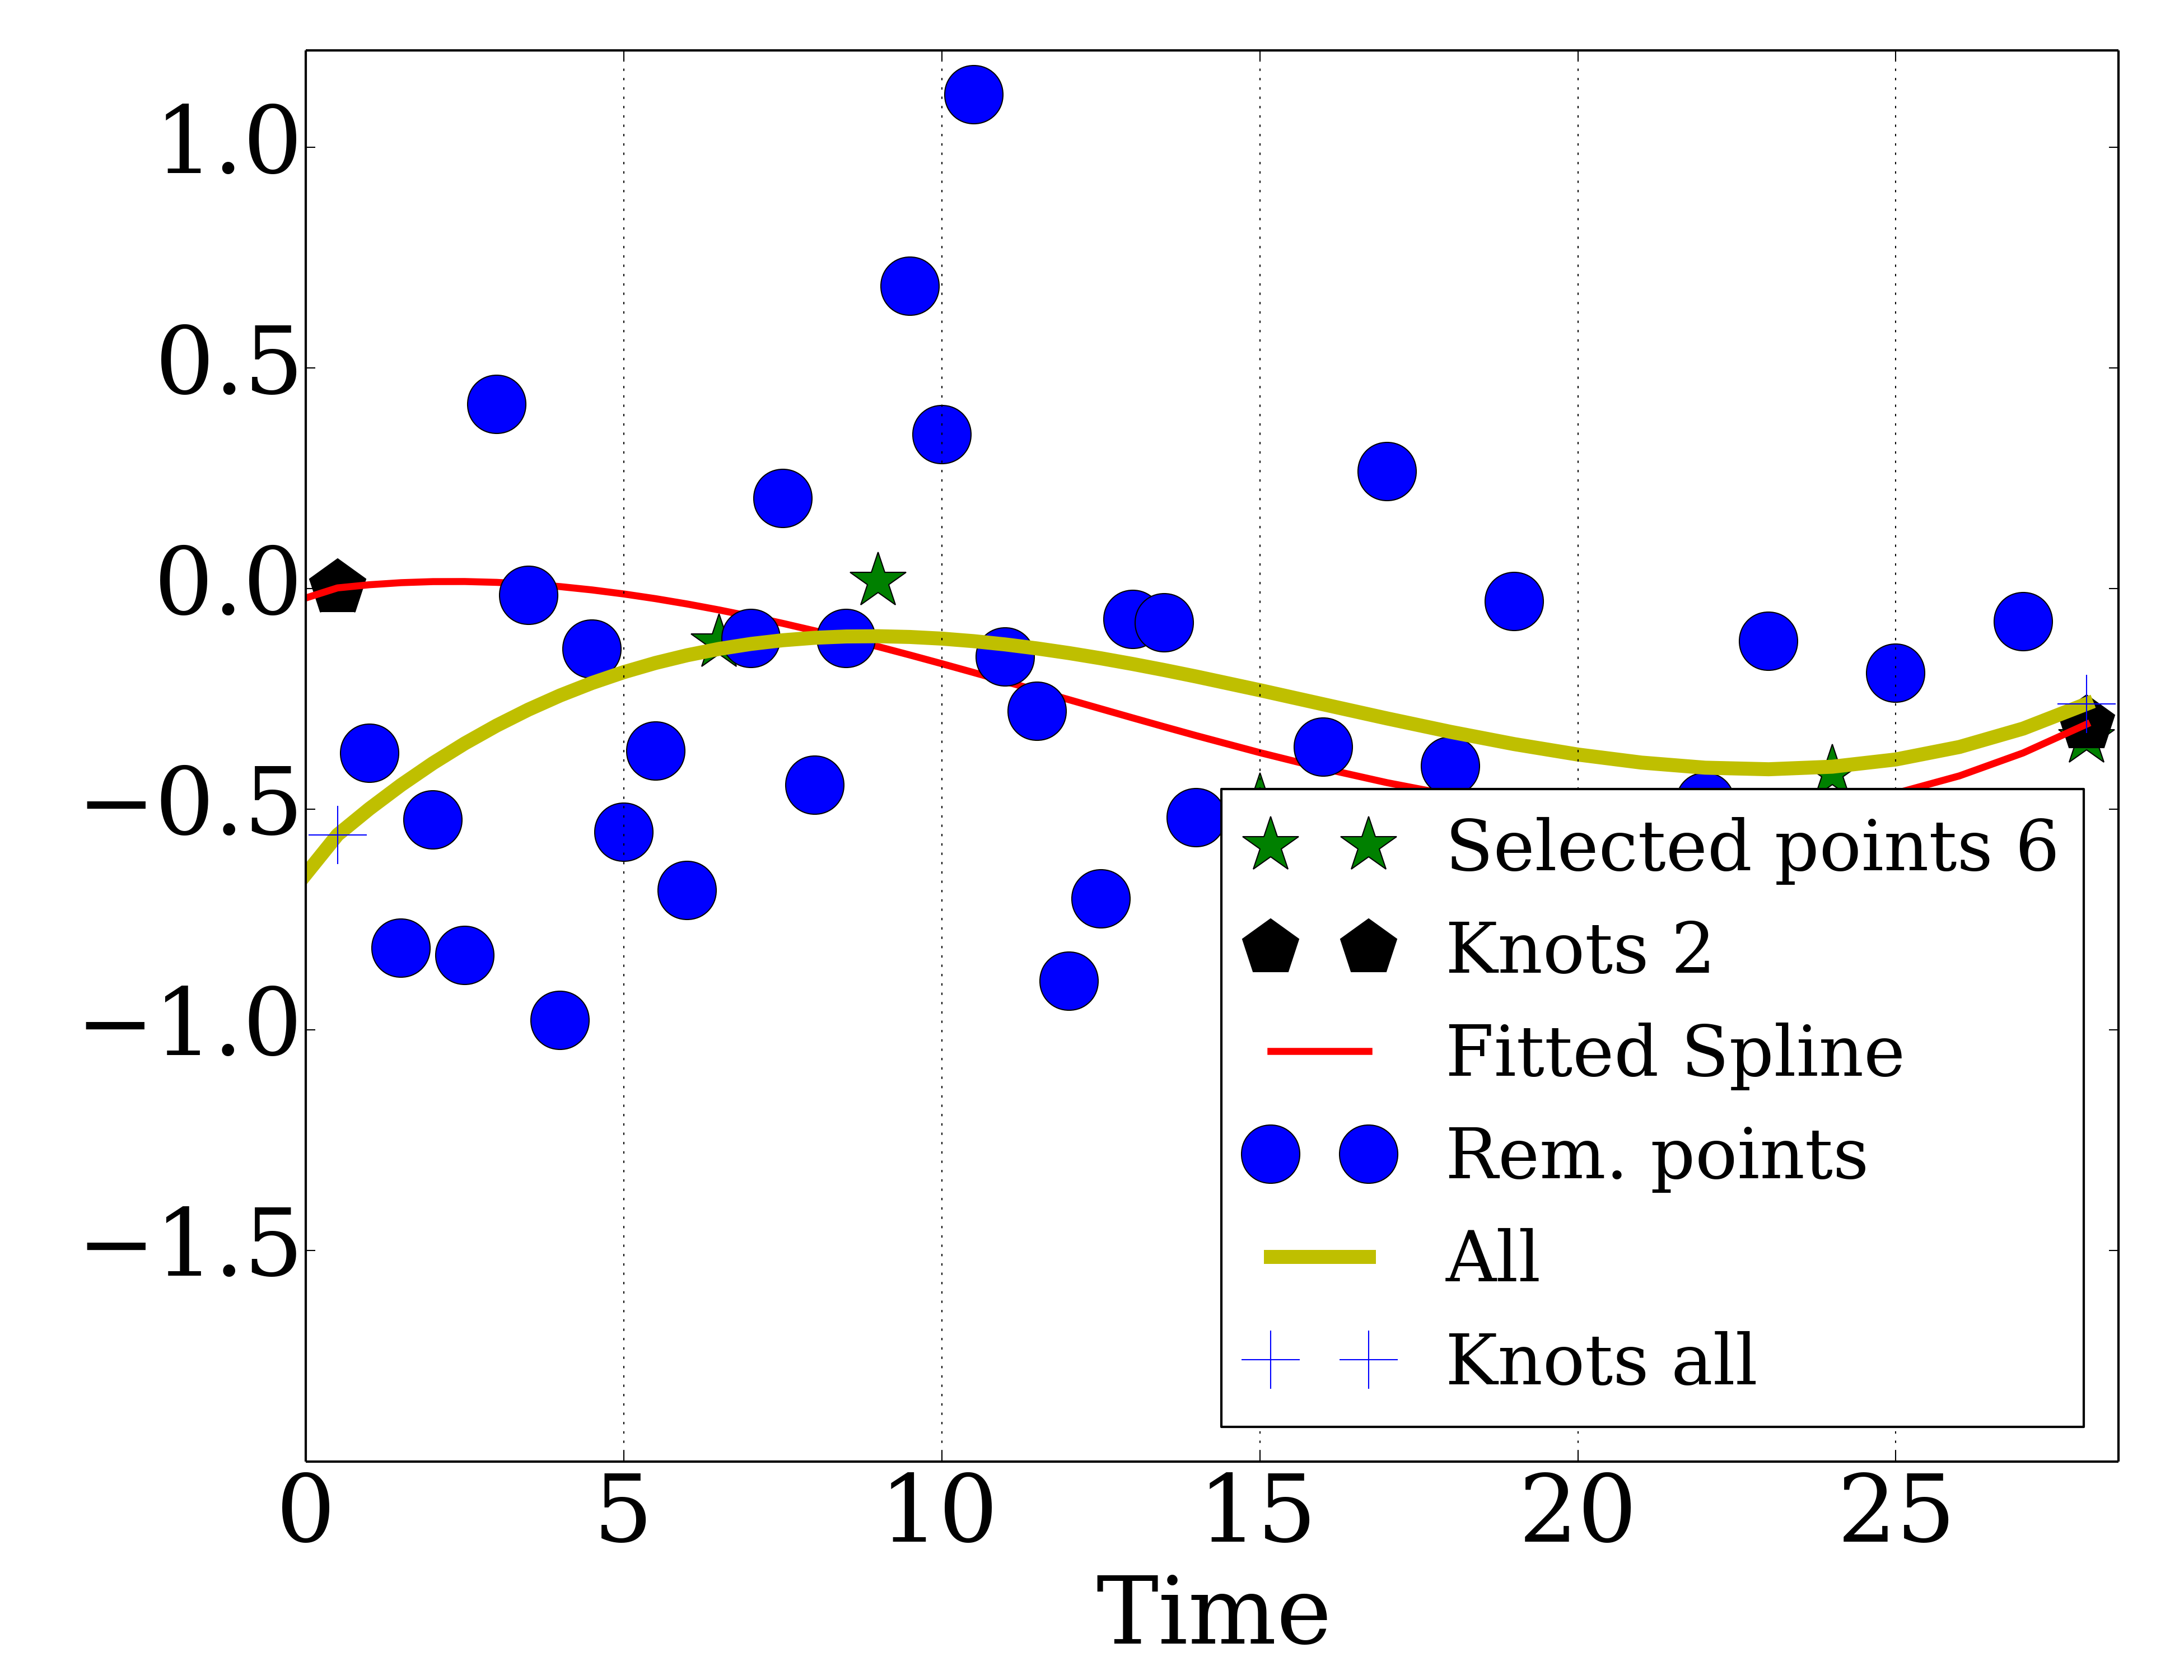 1.0
0.5
0.0
−0.5
−1.0
−1.5
Selected points 6
Knots 2
Fitted Spline
Rem. points
All
Knots all
0 5 10 15 20 25
Time